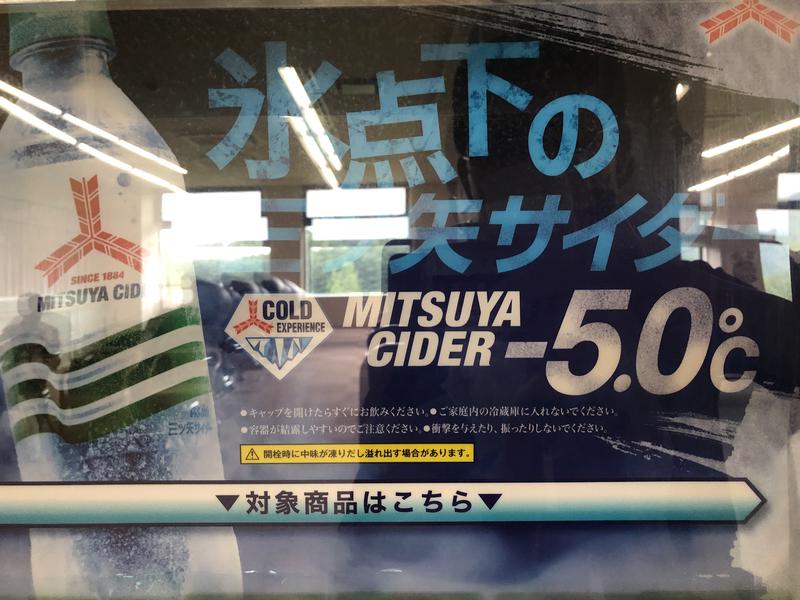 氷点下の
三ツ矢サイダー
SINCE 1884
MITSUYA CID
COLD
EXPERIENCE
MITSUYA
CIDER -5.0℃
●キャップを開けたらすぐにお飲みください。●ご家庭内の冷蔵庫に入れないでください。
●容器が結露しやすいのでご注意ください。●衝撃を与えたり、振ったりしないでください。
三ツ矢サイダー
⚠開栓時に中味が凍りだし溢れ出す場合があります。
▼対象商品はこちら▼